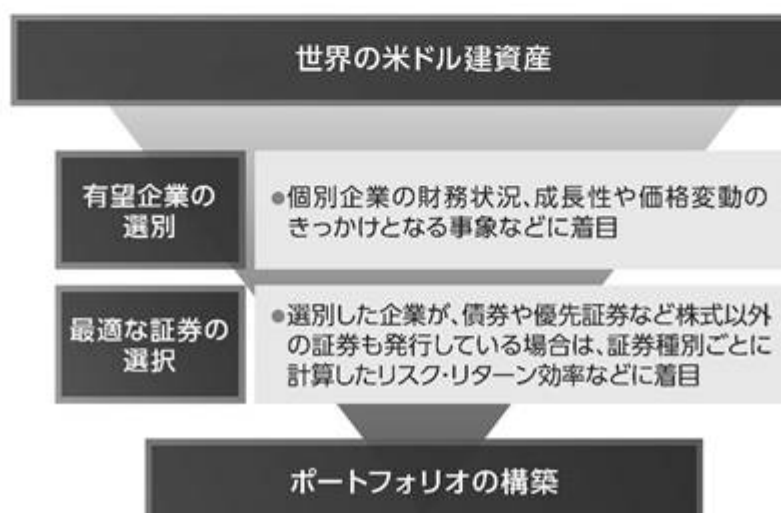 世界の米ドル建資産
有望企業の
選別
●個別企業の財務状況、成長性や価格変動の
きっかけとなる事象などに着目
最適な証券の
選択
●選別した企業が、債券や優先証券など株式以外
の証券も発行している場合は、証券種別ごとに
計算したリスク・リターン効率などに着目
ポートフォリオの構築